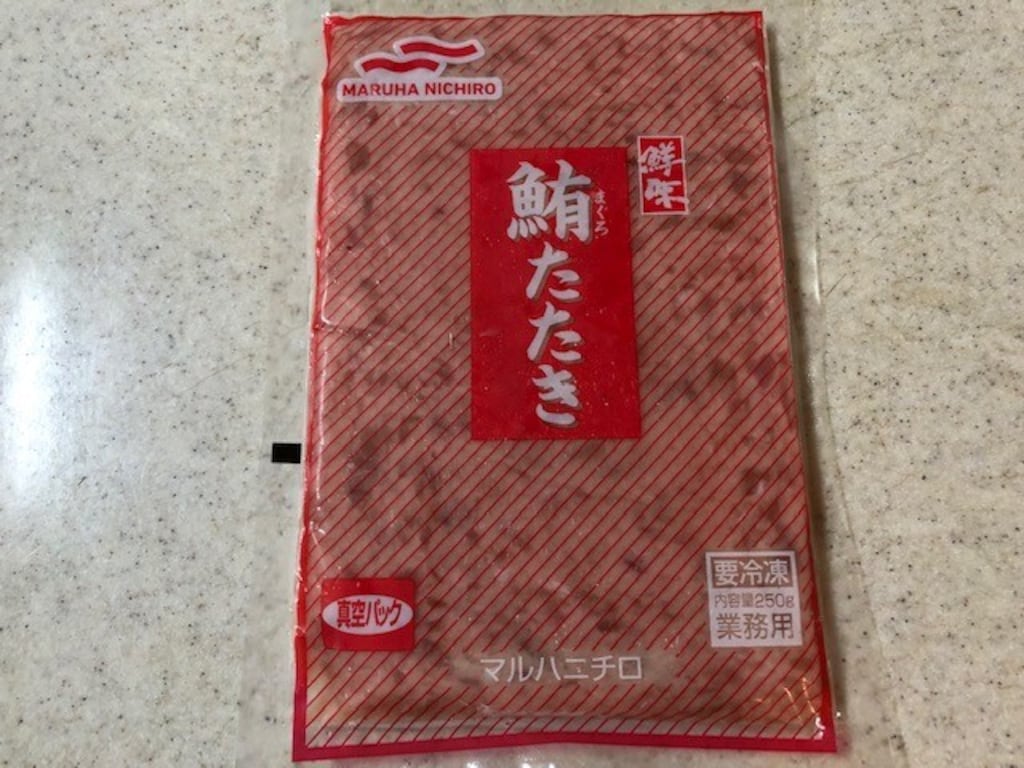 MARUHA NICHIRO
鮮味
鮪たたき
まぐろ
要冷凍
内容量250g
業務用
真空パック
マルハニチロ